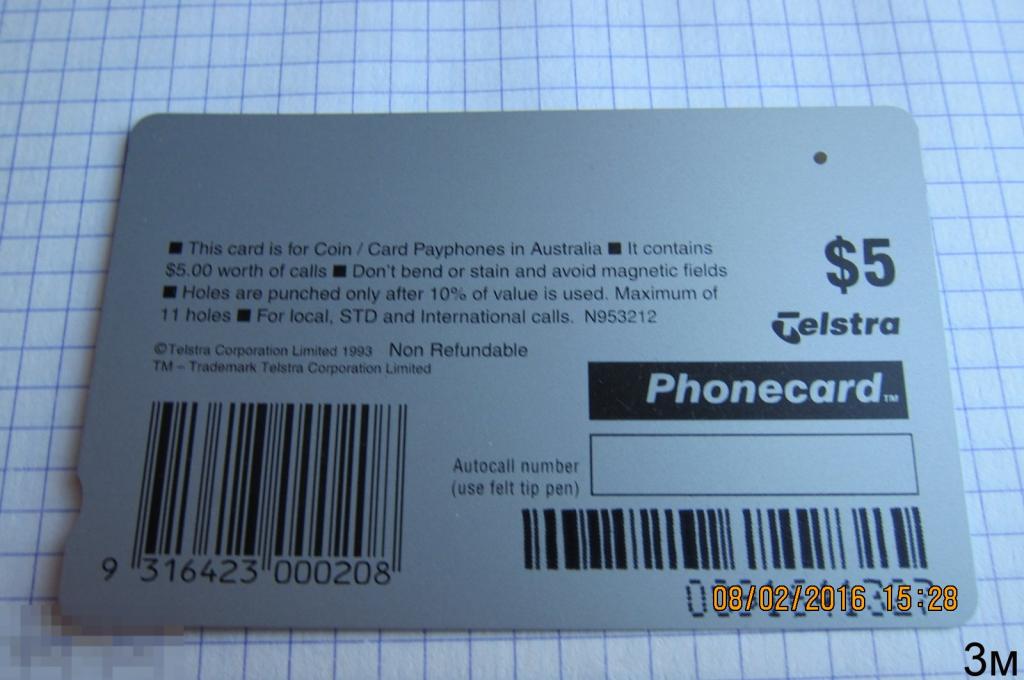 ■ This card is for Coin / Card Payphones in Australia ■ It contains
$5.00 worth of calls ■ Don't bend or stain and avoid magnetic fields
■ Holes are punched only after 10% of value is used. Maximum of
11 holes ■ For local, STD and International calls. N953212
©Telstra Corporation Limited 1993 Non Refundable
TM – Trademark Telstra Corporation Limited
$5
Telstra
Phonecard™
Autocall number
(use felt tip pen)
9 316423 000208
08/02/2016 15:28
3м